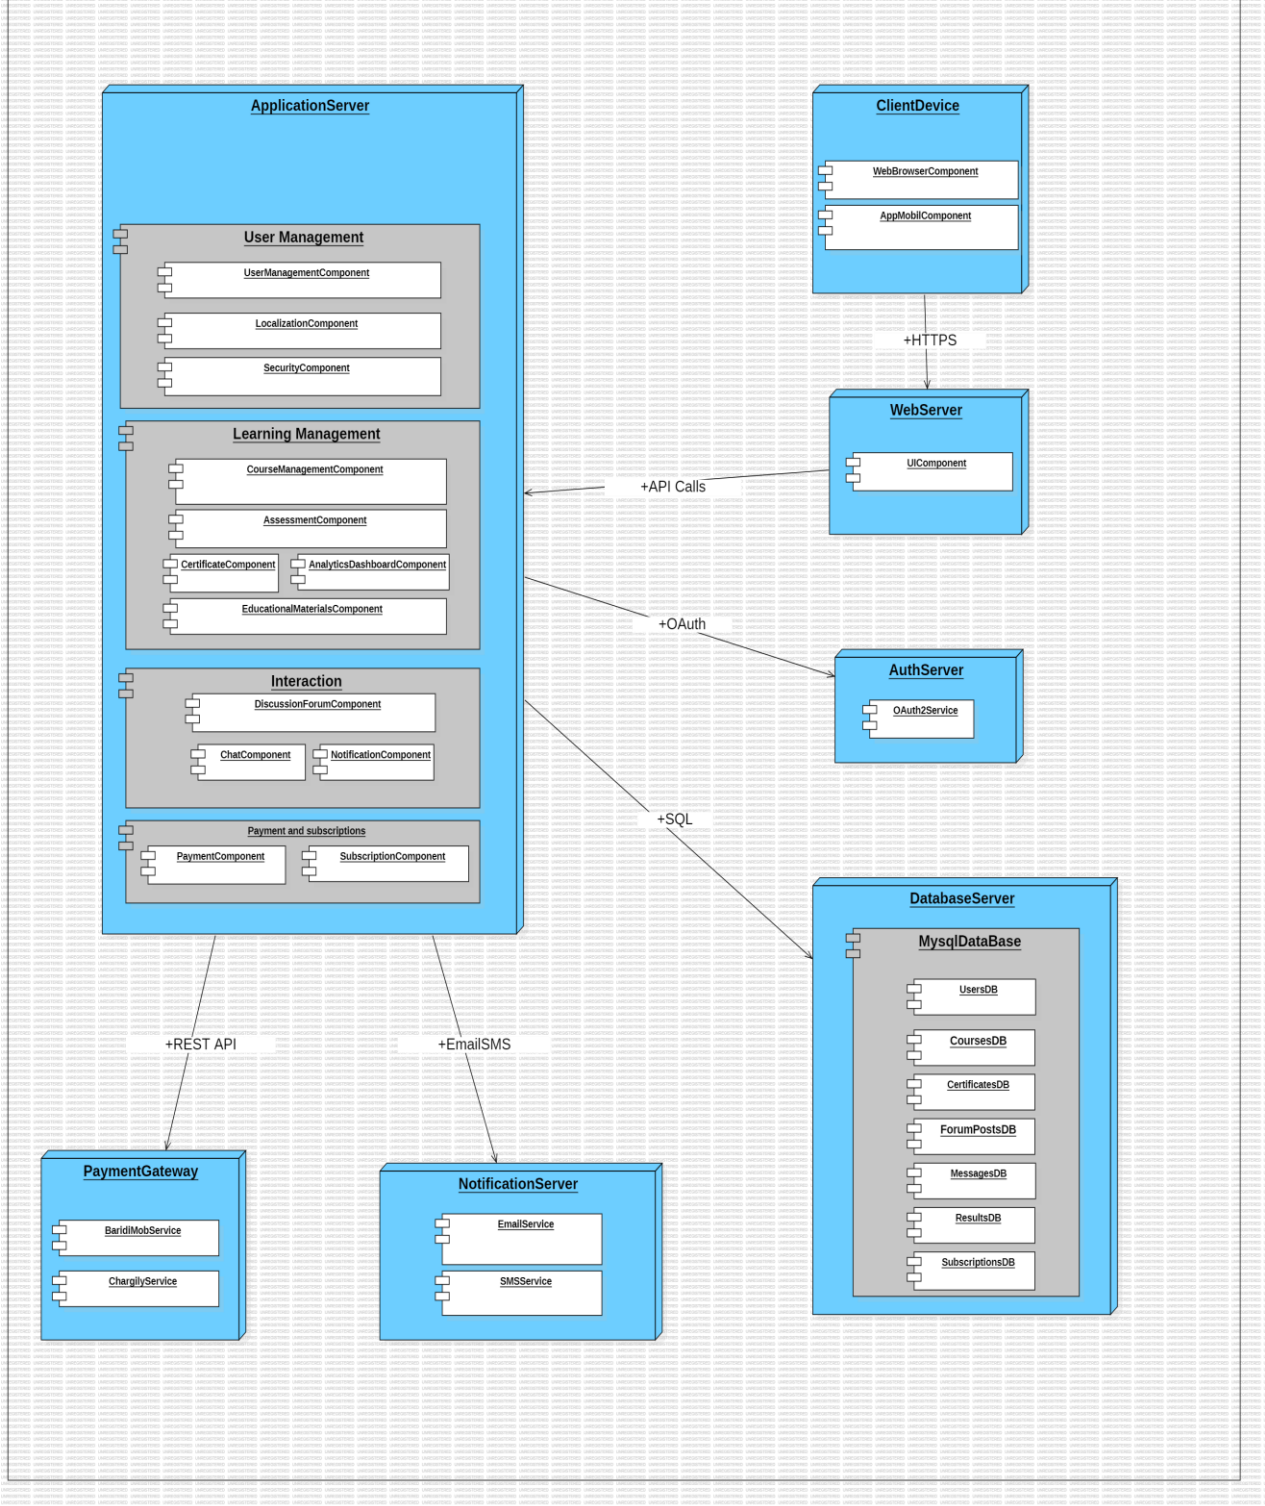 ApplicationServer
User Management
UserManagementComponent
LocalizationComponent
SecurityComponent
Learning Management
CourseManagementComponent
AssessmentComponent
CertificateComponent
AnalyticsDashboardComponent
EducationalMaterialsComponent
Interaction
DiscussionForumComponent
ChatComponent
NotificationComponent
Payment and subscriptions
PaymentComponent
SubscriptionComponent
ClientDevice
WebBrowserComponent
AppMobilComponent
+HTTPS
WebServer
UIComponent
+API Calls
+OAuth
AuthServer
OAuth2Service
+SQL
DatabaseServer
MysqlDataBase
UsersDB
CoursesDB
CertificatesDB
ForumPostsDB
MessagesDB
ResultsDB
SubscriptionsDB
+REST API
+EmailSMS
PaymentGateway
BaridiMobService
ChargilyService
NotificationServer
EmailService
SMSService